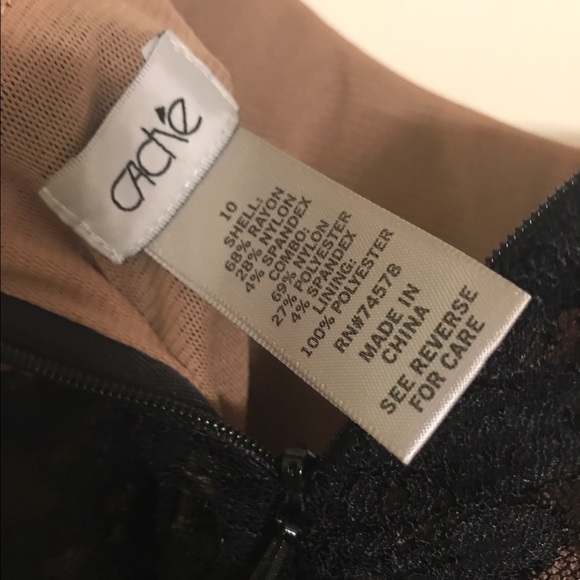 Caché
10
SHELL:
68% RAYON
28% NYLON
4% SPANDEX
COMBO:
69% NYLON
27% POLYESTER
4% SPANDEX
LINING:
100% POLYESTER
RN#74578
MADE IN
CHINA
SEE REVERSE
FOR CARE